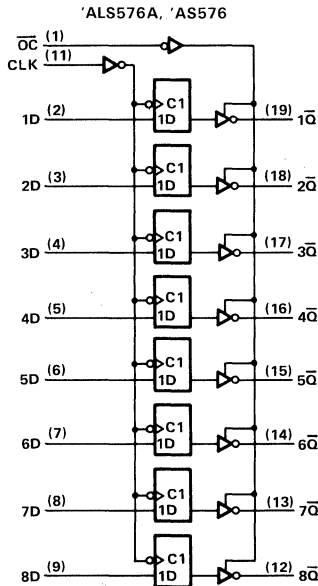 'ALS576A, 'AS576
OC (1)
CLK (11)
C1
1D (2) 1D (19) 1Q
C1
2D (3) 1D (18) 2Q
C1
3D (4) 1D (17) 3Q
C1
4D (5) 1D (16) 4Q
C1
5D (6) 1D (15) 5Q
C1
6D (7) 1D (14) 6Q
C1
7D (8) 1D (13) 7Q
C1
8D (9) 1D (12) 8Q